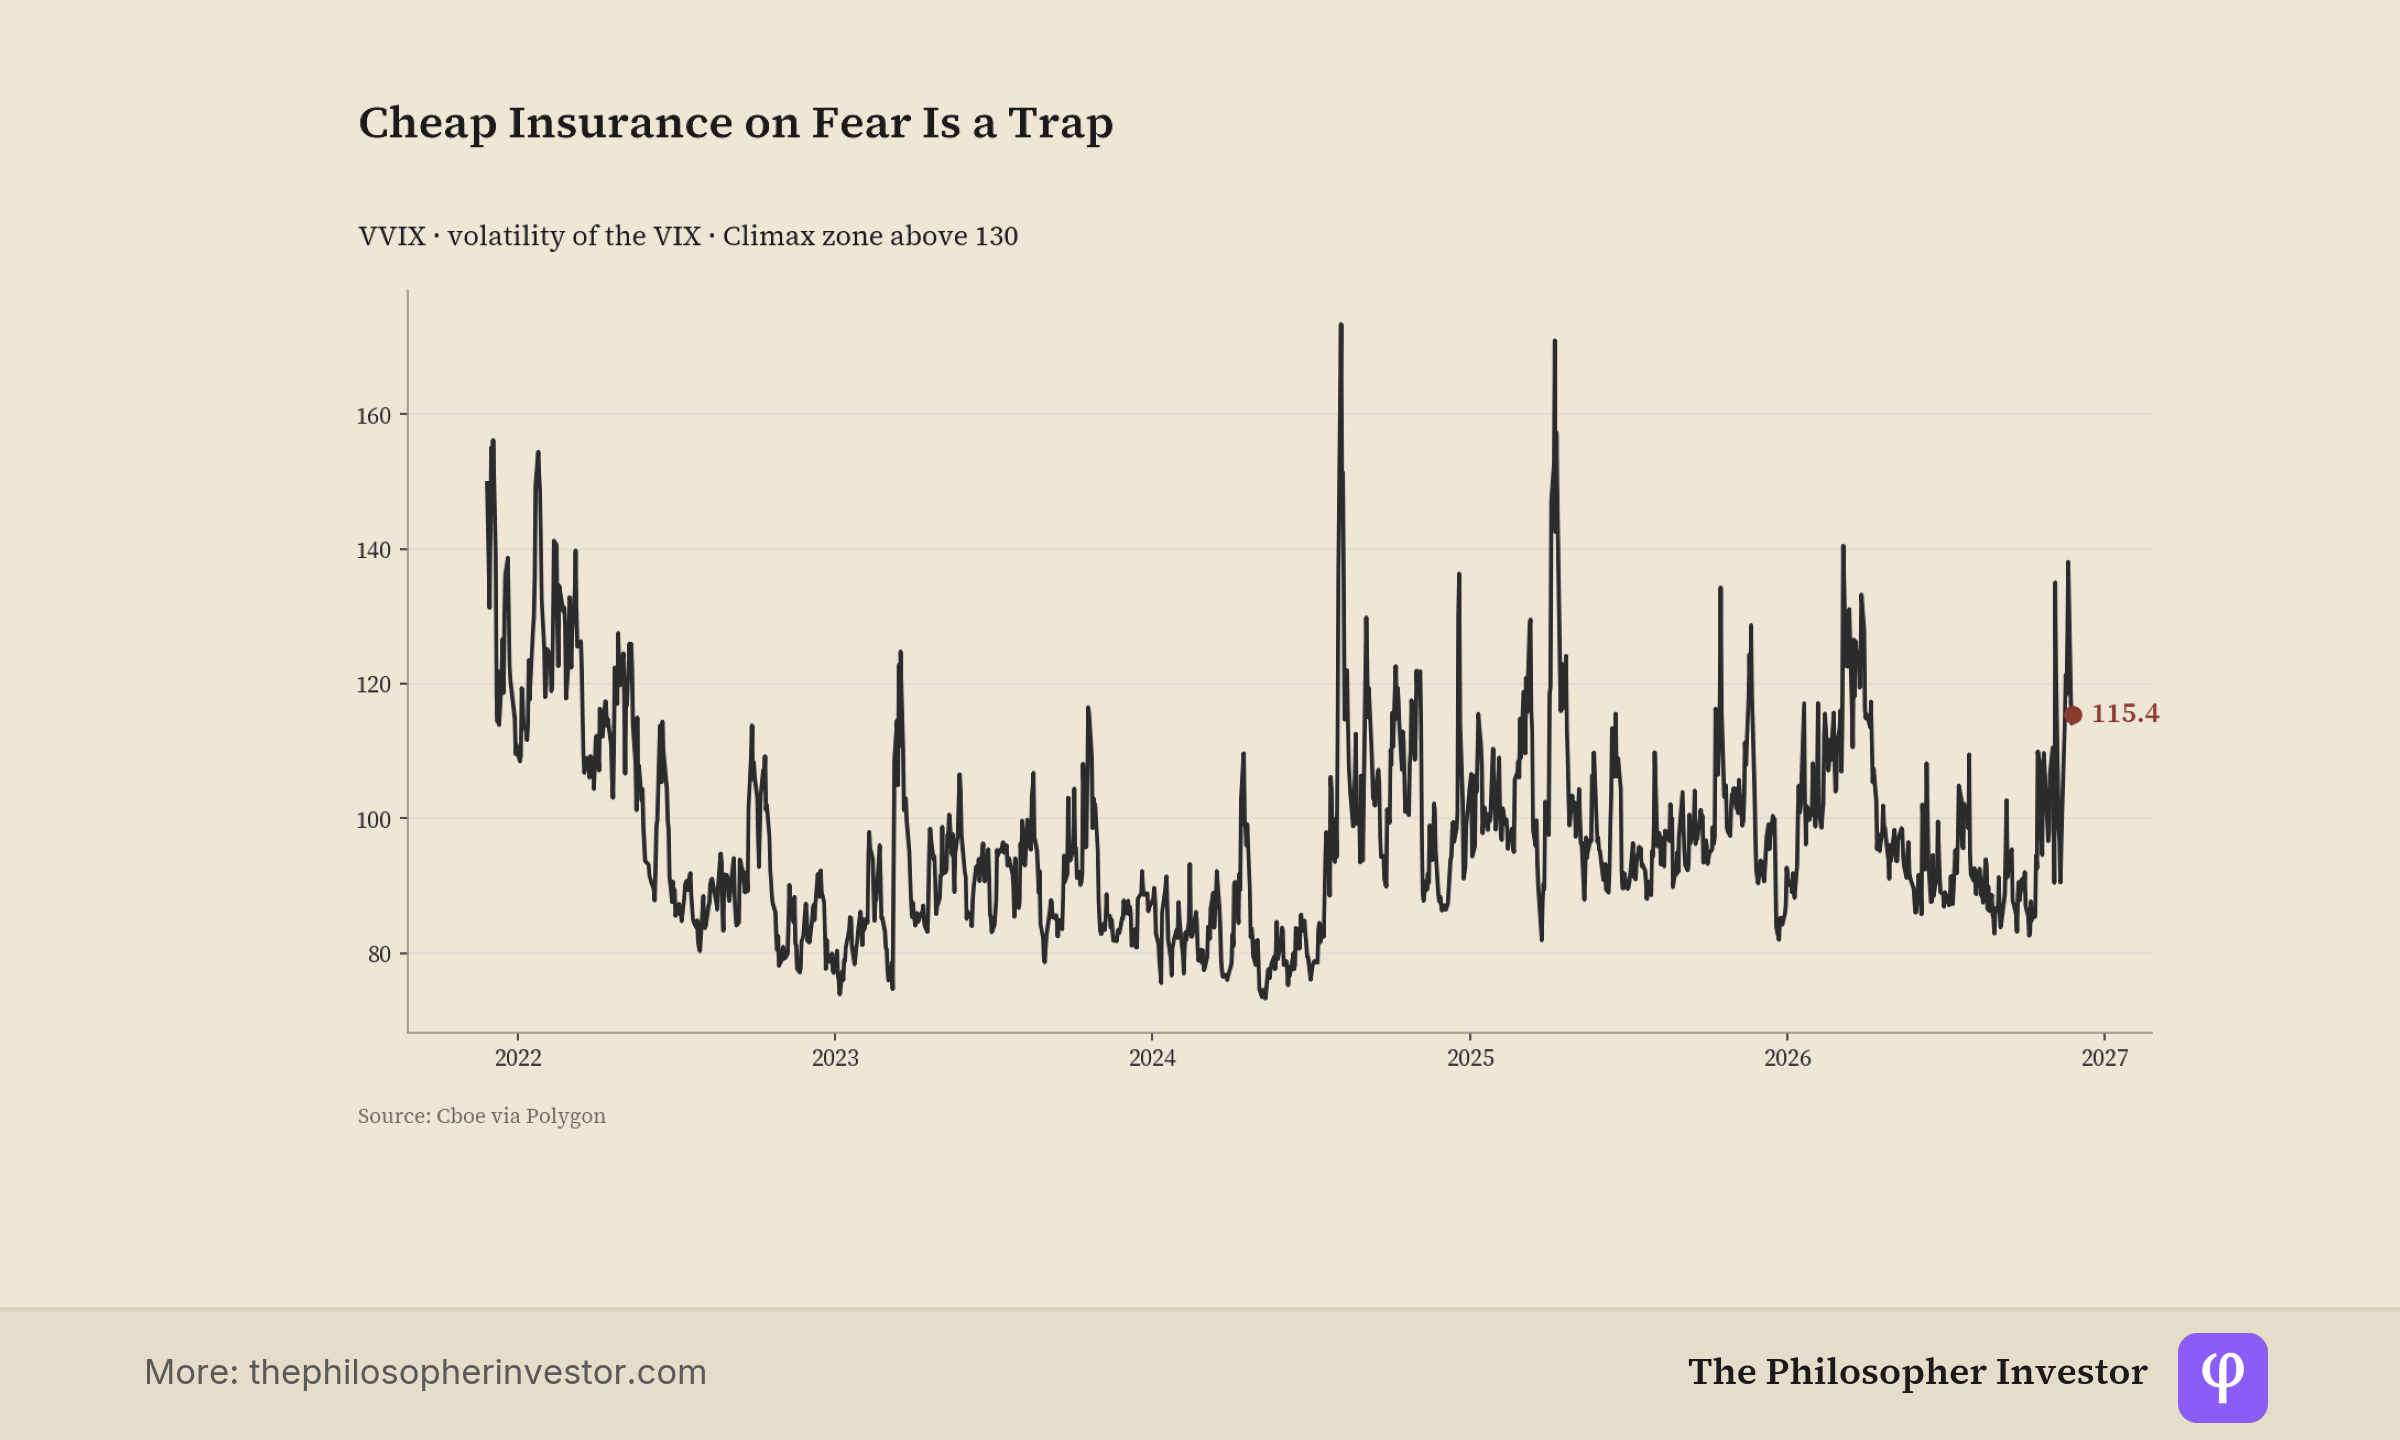 Cheap Insurance on Fear Is a Trap
VVIX · volatility of the VIX · Climax zone above 130
160
140
120
100
80
115.4
2022 2023 2024 2025 2026 2027
Source: Cboe via Polygon
More: thephilosopherinvestor.com
The Philosopher Investor φ